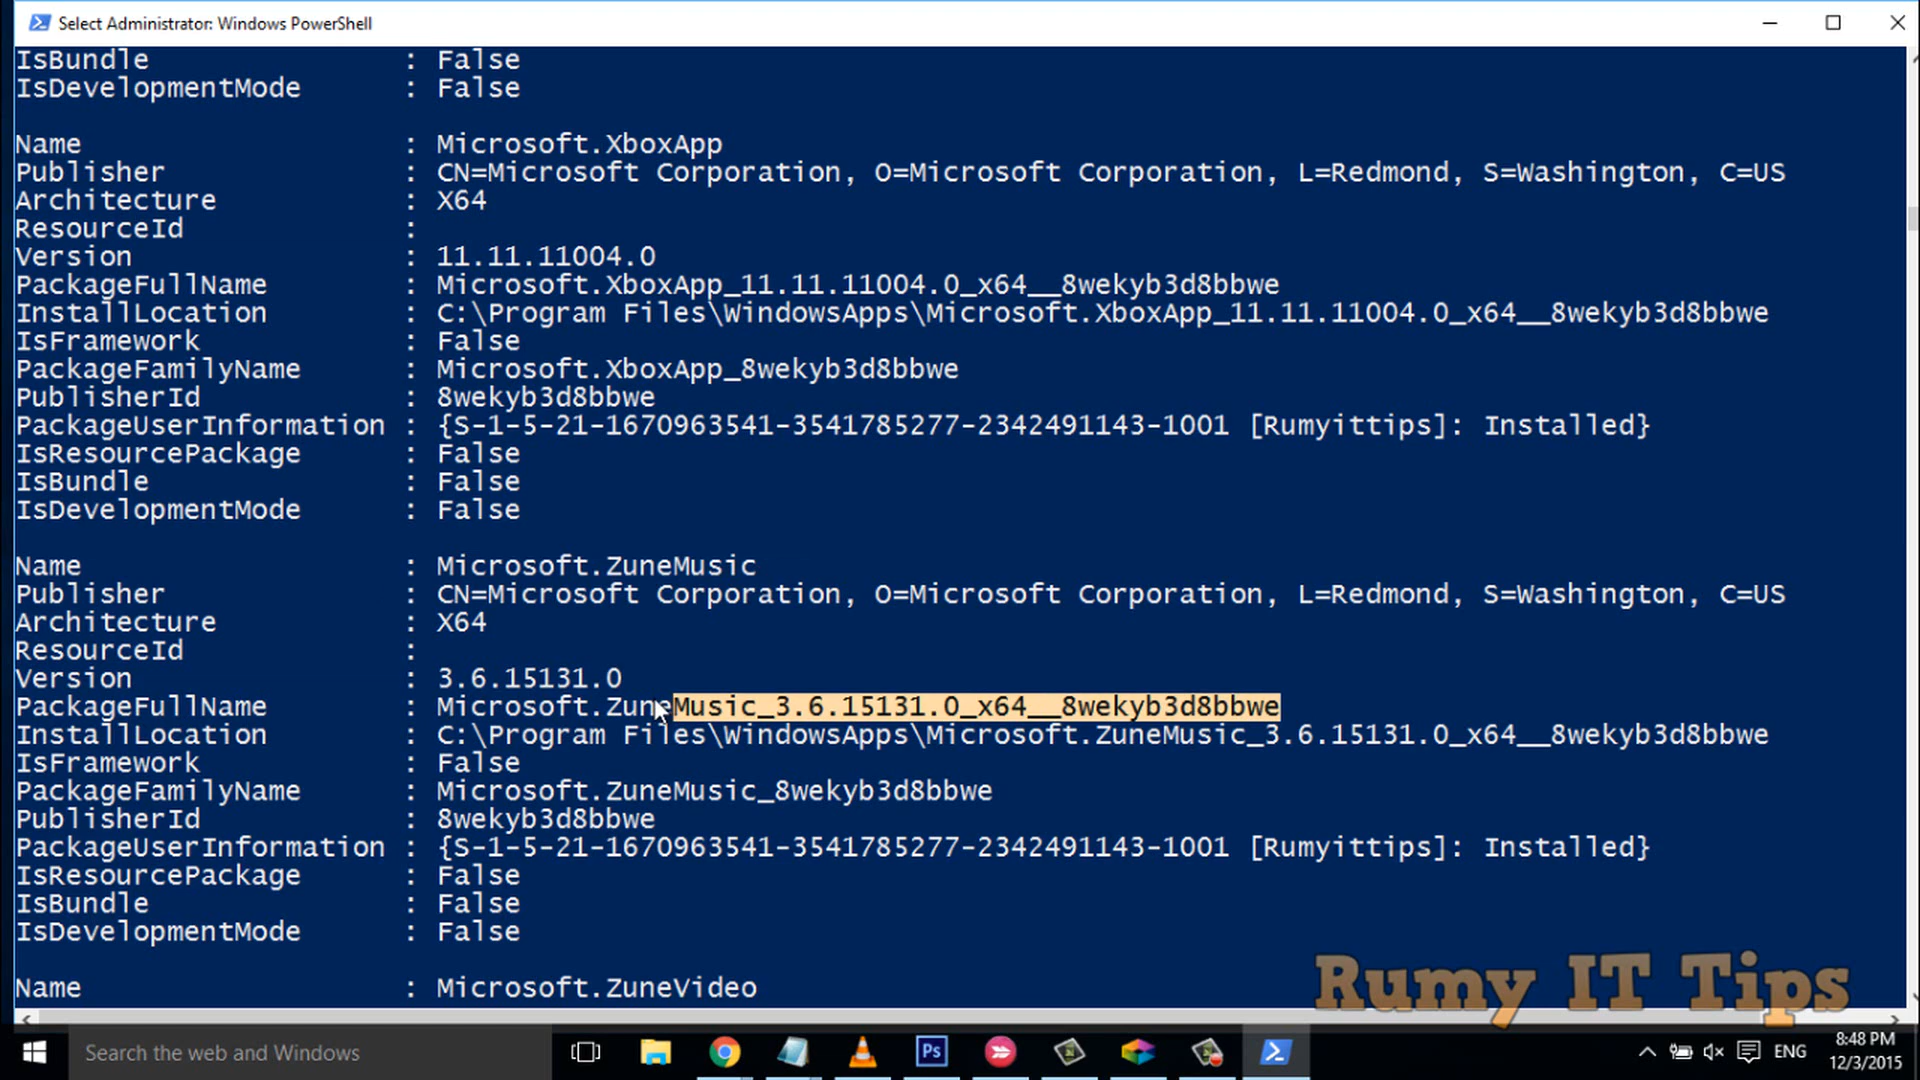 Select Administrator: Windows PowerShell
IsBundle : False
IsDevelopmentMode : False
Name : Microsoft.XboxApp
Publisher : CN=Microsoft Corporation, O=Microsoft Corporation, L=Redmond, S=Washington, C=US
Architecture : X64
ResourceId :
Version : 11.11.11004.0
PackageFullName : Microsoft.XboxApp_11.11.11004.0_x64__8wekyb3d8bbwe
InstallLocation : C:\Program Files\WindowsApps\Microsoft.XboxApp_11.11.11004.0_x64__8wekyb3d8bbwe
IsFramework : False
PackageFamilyName : Microsoft.XboxApp_8wekyb3d8bbwe
PublisherId : 8wekyb3d8bbwe
PackageUserInformation : {S-1-5-21-1670963541-3541785277-2342491143-1001 [Rumyittips]: Installed}
IsResourcePackage : False
IsBundle : False
IsDevelopmentMode : False
Name : Microsoft.ZuneMusic
Publisher : CN=Microsoft Corporation, O=Microsoft Corporation, L=Redmond, S=Washington, C=US
Architecture : X64
ResourceId :
Version : 3.6.15131.0
PackageFullName : Microsoft.ZuneMusic_3.6.15131.0_x64__8wekyb3d8bbwe
InstallLocation : C:\Program Files\WindowsApps\Microsoft.ZuneMusic_3.6.15131.0_x64__8wekyb3d8bbwe
IsFramework : False
PackageFamilyName : Microsoft.ZuneMusic_8wekyb3d8bbwe
PublisherId : 8wekyb3d8bbwe
PackageUserInformation : {S-1-5-21-1670963541-3541785277-2342491143-1001 [Rumyittips]: Installed}
IsResourcePackage : False
IsBundle : False
IsDevelopmentMode : False
Name : Microsoft.ZuneVideo
Rumy IT Tips
Search the web and Windows
Ps
ENG
8:48 PM
12/3/2015